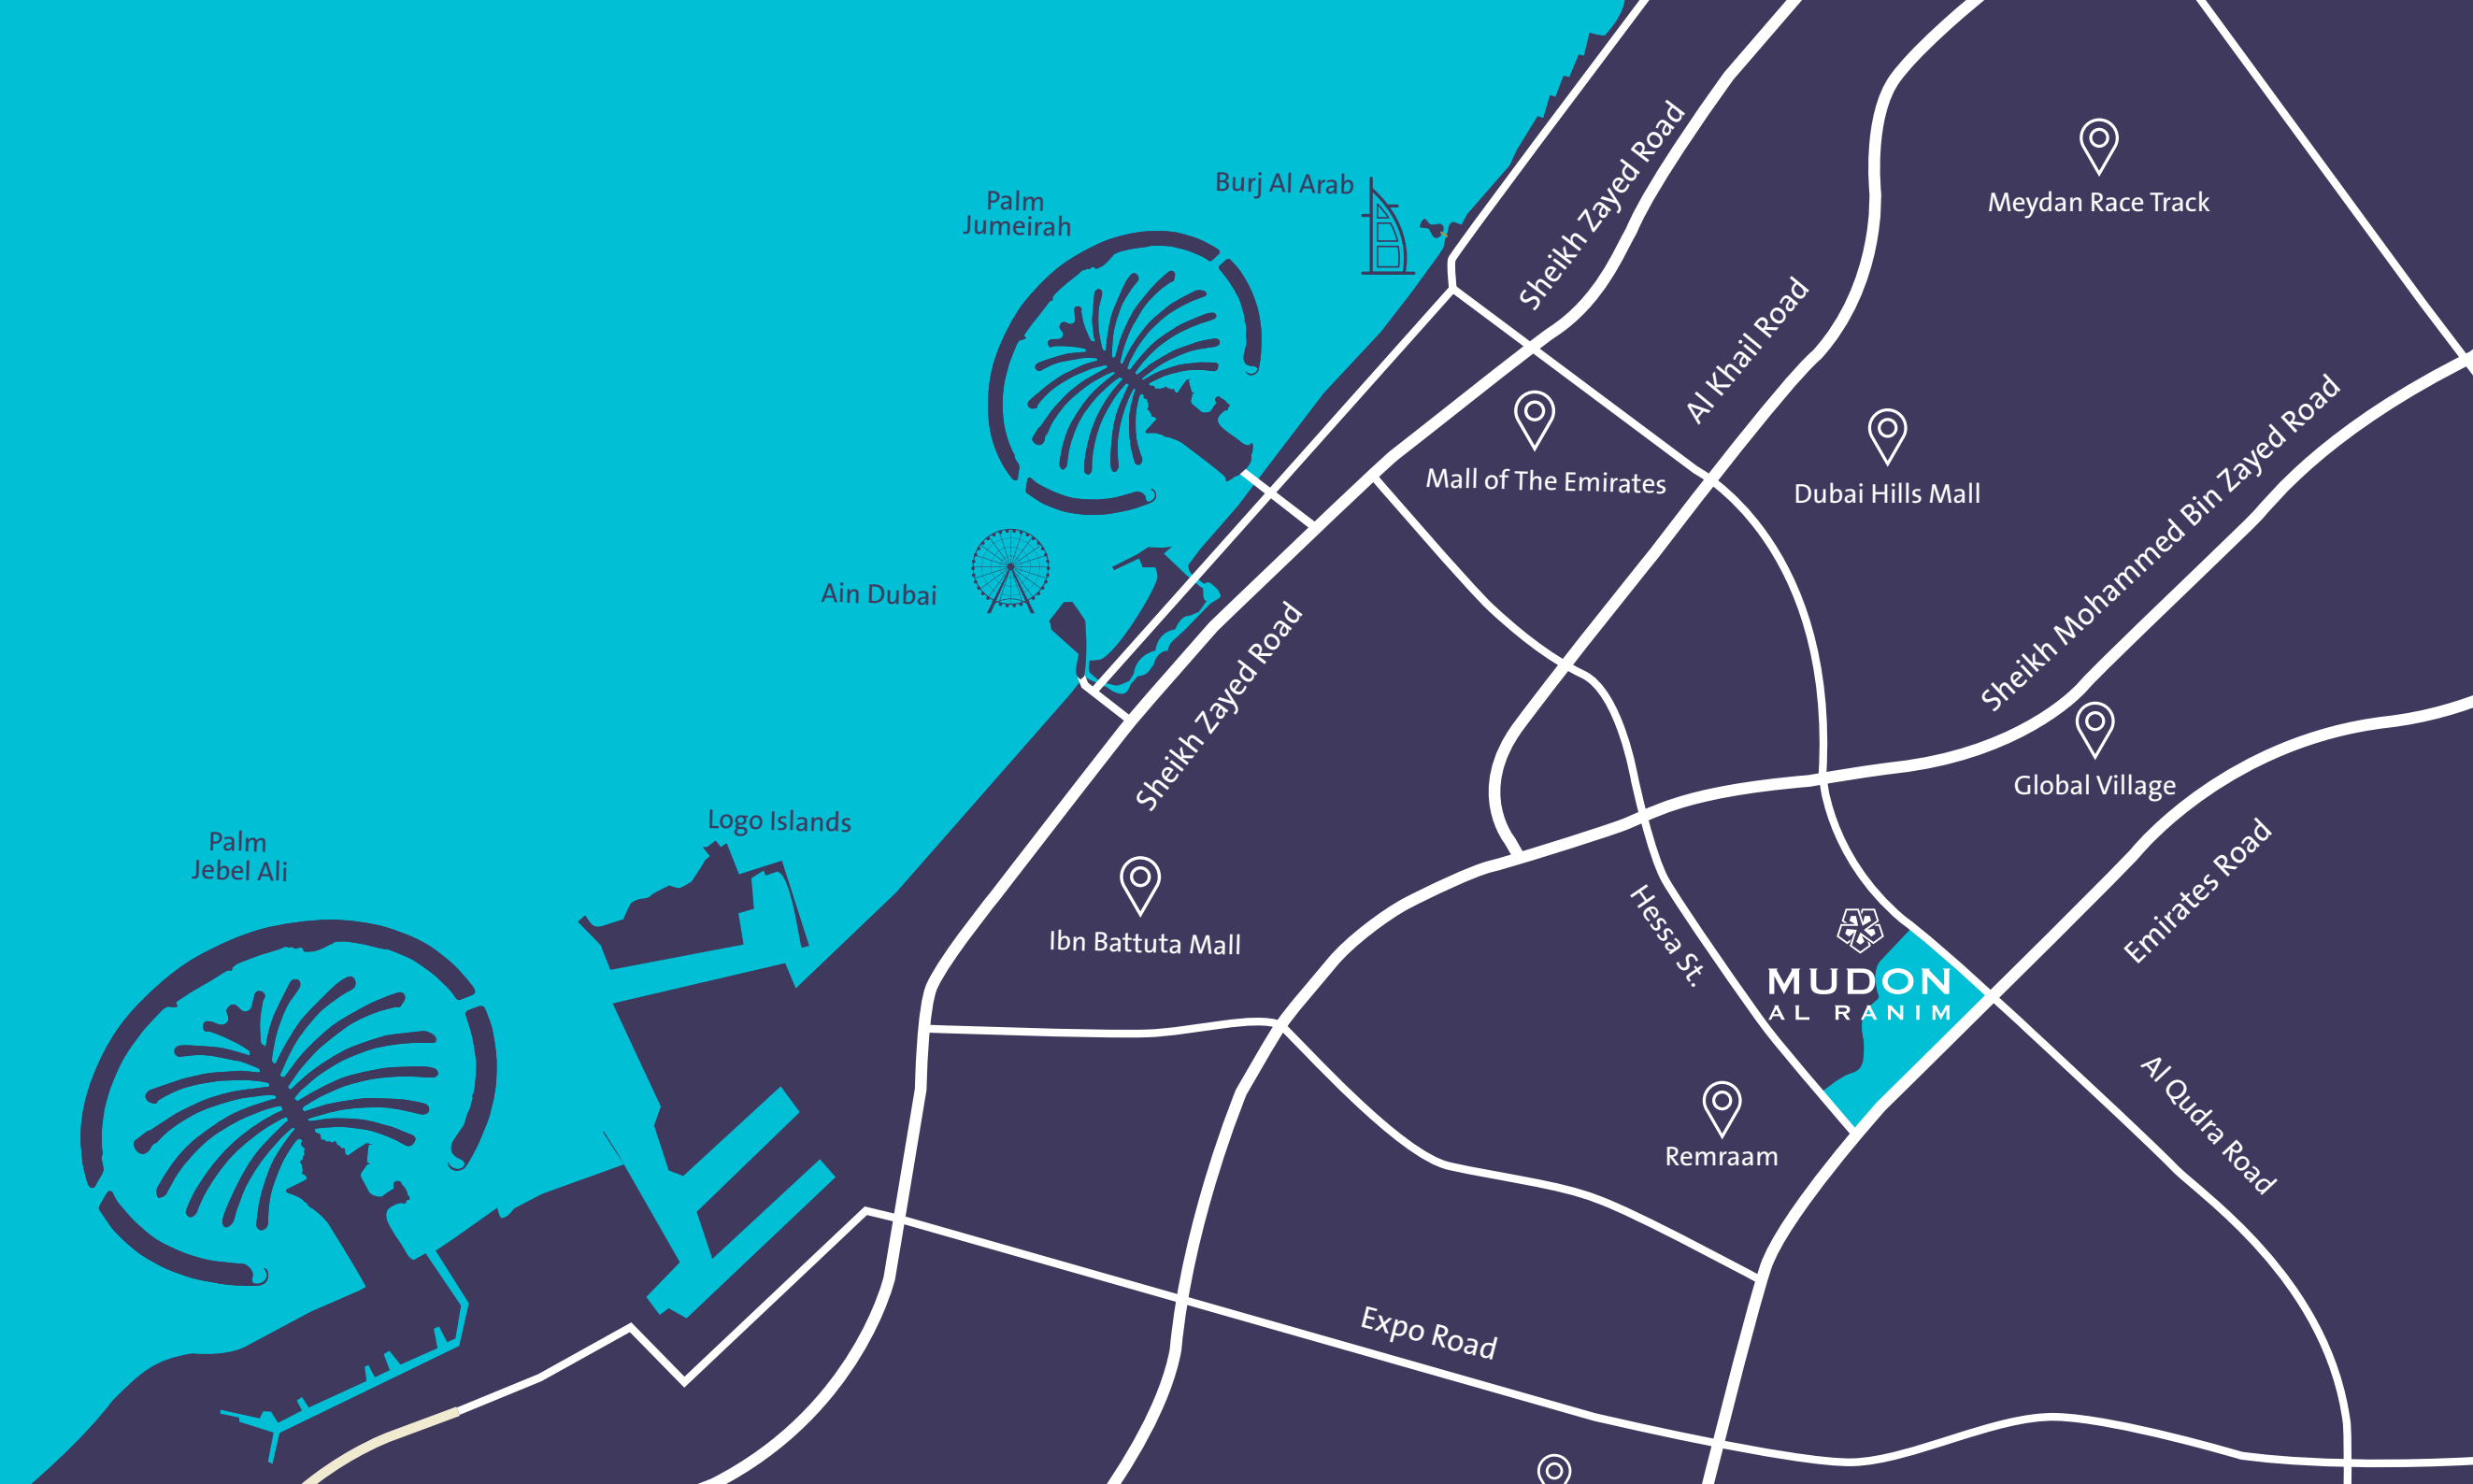 Sheikh Zayed Road
Burj Al Arab
Palm
Jumeirah
Meydan Race Track
Al Khail Road
Mall of The Emirates
Dubai Hills Mall
Sheikh Mohammed Bin Zayed Road
Ain Dubai
Sheikh Zayed Road
Global Village
Logo Islands
Palm
Jebel Ali
Emirates Road
Ibn Battuta Mall
Hessa St.
MUDON
AL RANIM
Al Qudra Road
Remraam
Expo Road